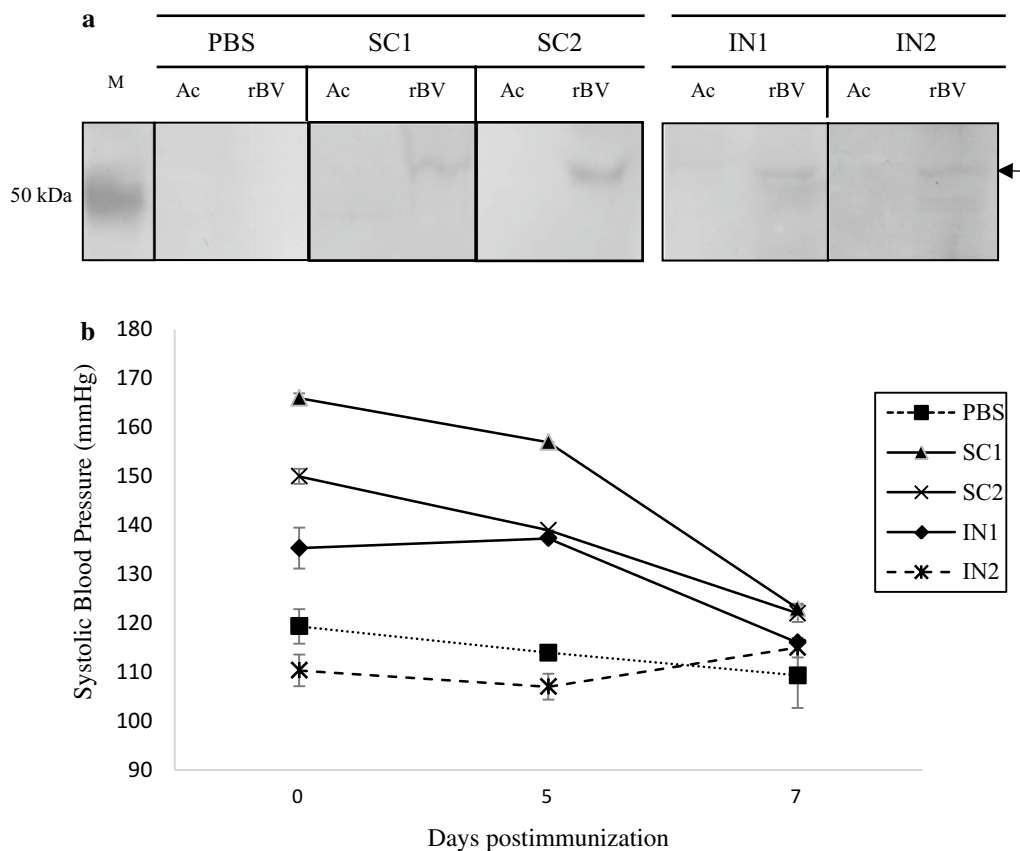 a
PBS SC1 SC2 IN1 IN2
M Ac rBV Ac rBV Ac rBV Ac rBV Ac rBV
50 kDa
b
Systolic Blood Pressure (mmHg)
180
170
160
150
140
130
120
110
100
90
0 5 7
Days postimmunization
PBS
SC1
SC2
IN1
IN2